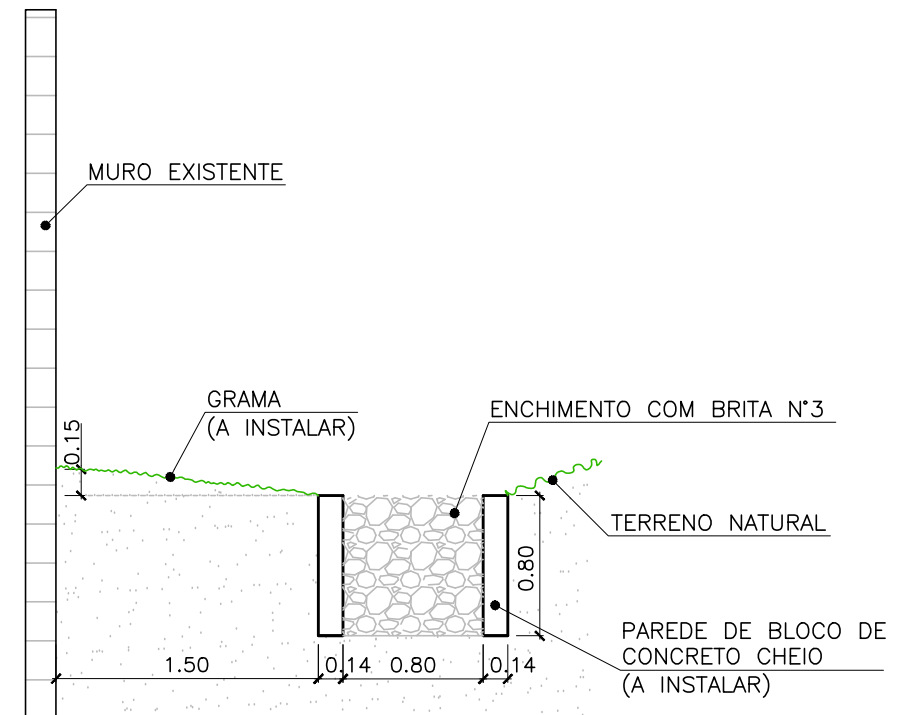 MURO EXISTENTE
GRAMA
(A INSTALAR)
0.15
ENCHIMENTO COM BRITA N°3
TERRENO NATURAL
0.80
PAREDE DE BLOCO DE
CONCRETO CHEIO
(A INSTALAR)
1.50
0.14
0.80
0.14